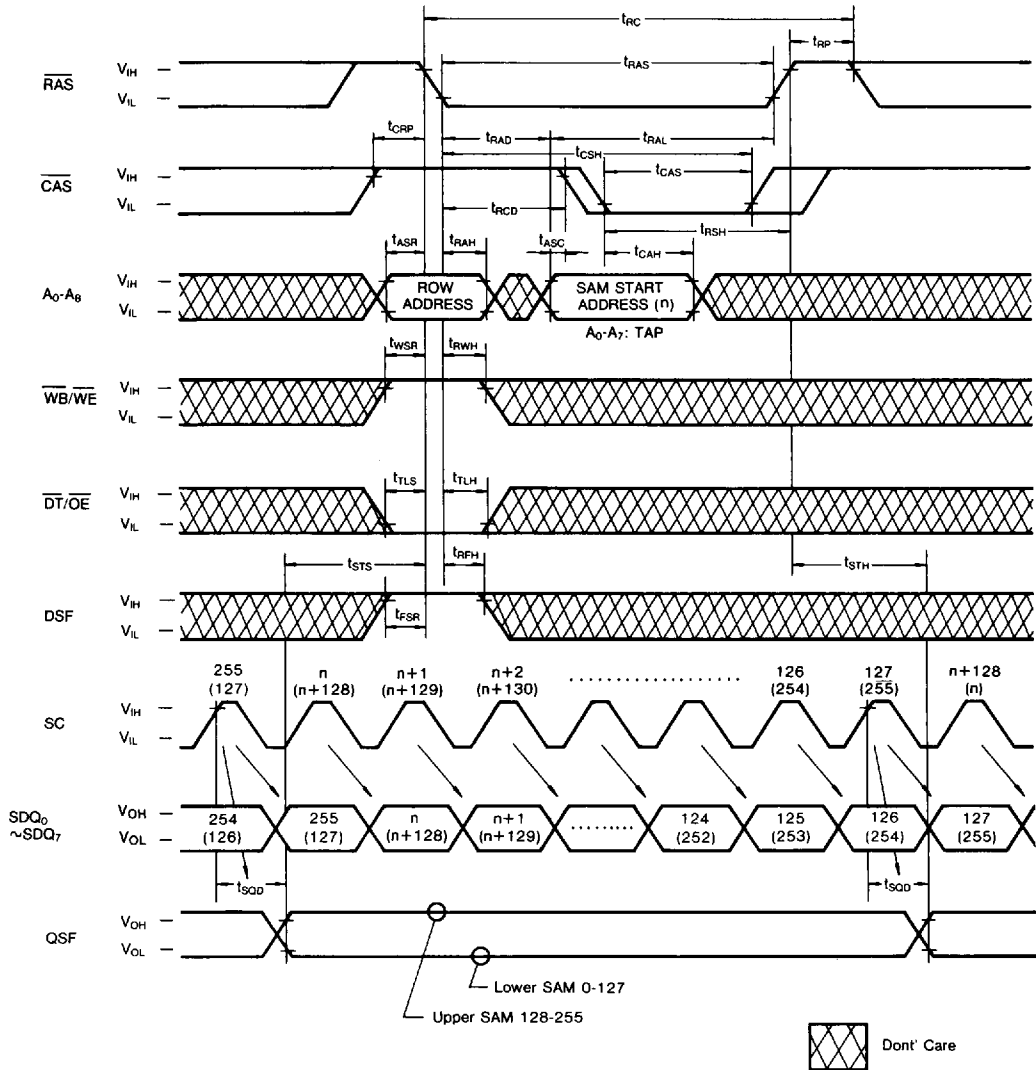 tRC
tRP
RAS VIH tRAS
VIL
tCRP tRAD tRAL
tCSH
CAS VIH tCAS
VIL tRCD
tRSH
tASR tRAH tASC tCAH
A0-A8 VIH ROW ADDRESS SAM START ADDRESS (n)
VIL
A0-A7: TAP
tWSR tRWH
WB/WE VIH
VIL
tTLS tTLH
DT/OE VIH
VIL
tSTS tRFH tSTH
DSF VIH
VIL tFSR
255 n n+1 n+2 ........................ 126 127 n+128
(127) (n+128) (n+129) (n+130) (254) (255) (n)
SC VIH
VIL
SDQ0 VOH 254 255 n n+1 ........ 124 125 126 127
~SDQ7 VOL (126) (127) (n+128) (n+129) (252) (253) (254) (255)
tSQD tSQD
QSF VOH
VOL
Lower SAM 0-127
Upper SAM 128-255
Dont' Care